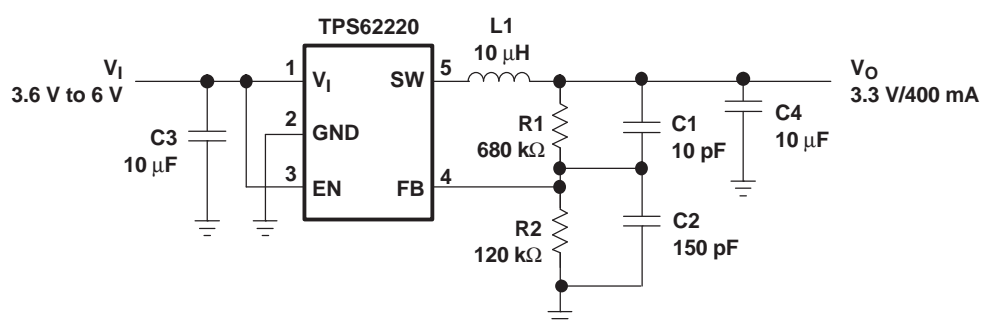 TPS62220
L1
10 μH
V_I
3.6 V to 6 V
1
V_I
SW
5
V_O
3.3 V/400 mA
C3
10 μF
2
GND
R1
680 kΩ
C1
10 pF
C4
10 μF
3
EN
FB
4
R2
120 kΩ
C2
150 pF